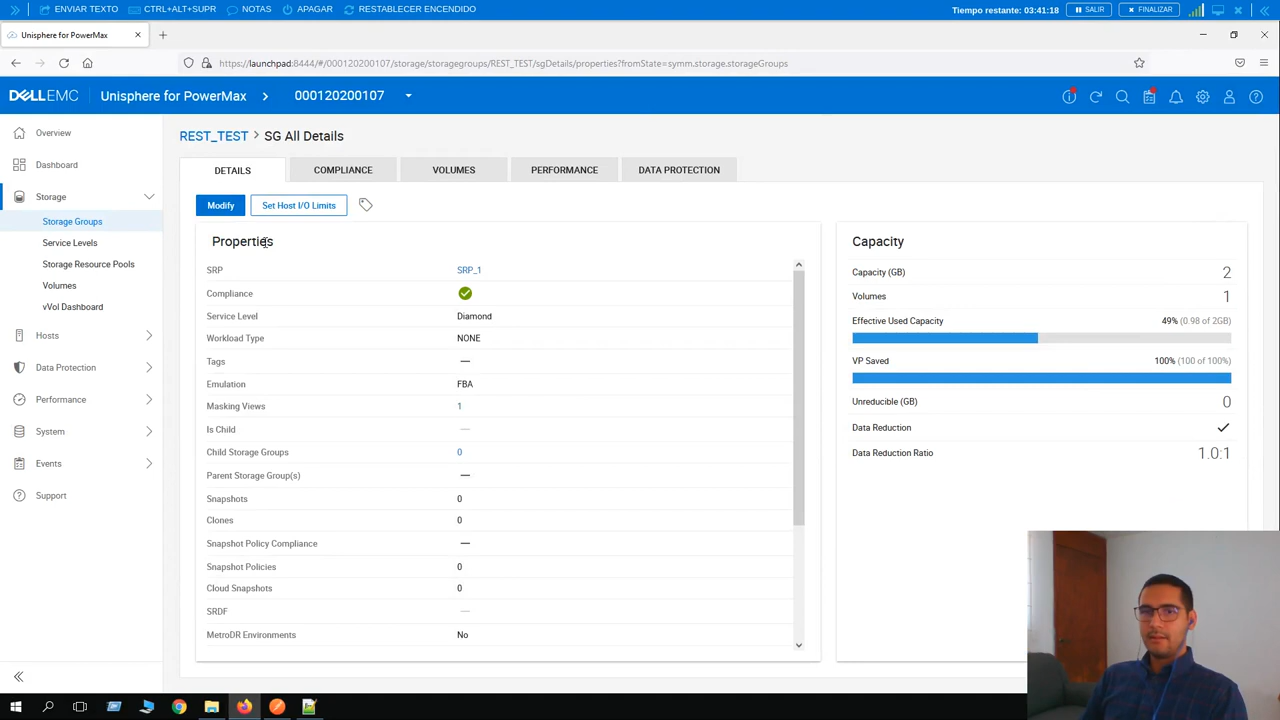 ENVIAR TEXTO CTRL+ALT+SUPR NOTAS APAGAR RESTABLECER ENCENDIDO Tiempo restante: 03:41:18 SALIR FINALIZAR
Unisphere for PowerMax
https://launchpad:8444/#/000120200107/storage/storagegroups/REST_TEST/sgDetails/properties?fromState=symm.storage.storageGroups
DELLEMC Unisphere for PowerMax 000120200107
Overview
Dashboard
Storage
Storage Groups
Service Levels
Storage Resource Pools
Volumes
vVol Dashboard
Hosts
Data Protection
Performance
System
Events
Support
REST_TEST > SG All Details
DETAILS COMPLIANCE VOLUMES PERFORMANCE DATA PROTECTION
Modify Set Host I/O Limits
Properties
SRP SRP_1
Compliance
Service Level Diamond
Workload Type NONE
Tags —
Emulation FBA
Masking Views 1
Is Child —
Child Storage Groups 0
Parent Storage Group(s) —
Snapshots 0
Clones 0
Snapshot Policy Compliance —
Snapshot Policies 0
Cloud Snapshots 0
SRDF —
MetroDR Environments No
Capacity
Capacity (GB) 2
Volumes 1
Effective Used Capacity 49% (0.98 of 2GB)
VP Saved 100% (100 of 100%)
Unreducible (GB) 0
Data Reduction
Data Reduction Ratio 1.0:1